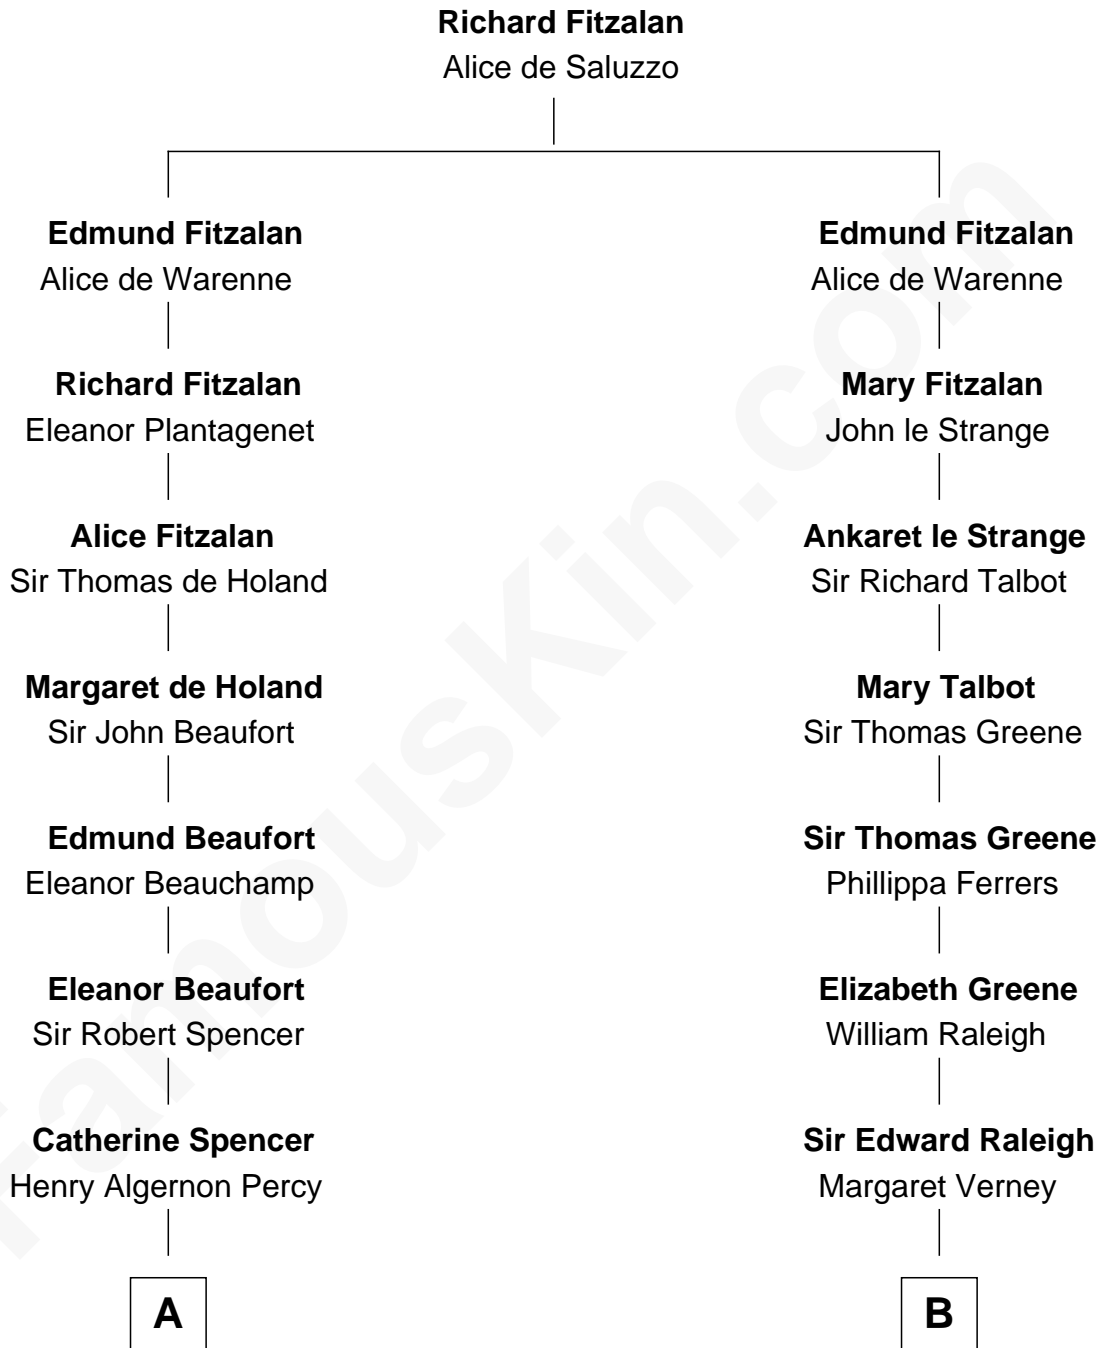 Richard Fitzalan
Alice de Saluzzo
Edmund Fitzalan
Alice de Warenne
Richard Fitzalan
Eleanor Plantagenet
Alice Fitzalan
Sir Thomas de Holand
Margaret de Holand
Sir John Beaufort
Edmund Beaufort
Eleanor Beauchamp
Eleanor Beaufort
Sir Robert Spencer
Catherine Spencer
Henry Algernon Percy
A
Edmund Fitzalan
Alice de Warenne
Mary Fitzalan
John le Strange
Ankaret le Strange
Sir Richard Talbot
Mary Talbot
Sir Thomas Greene
Sir Thomas Greene
Phillippa Ferrers
Elizabeth Greene
William Raleigh
Sir Edward Raleigh
Margaret Verney
B
FamousKin.com